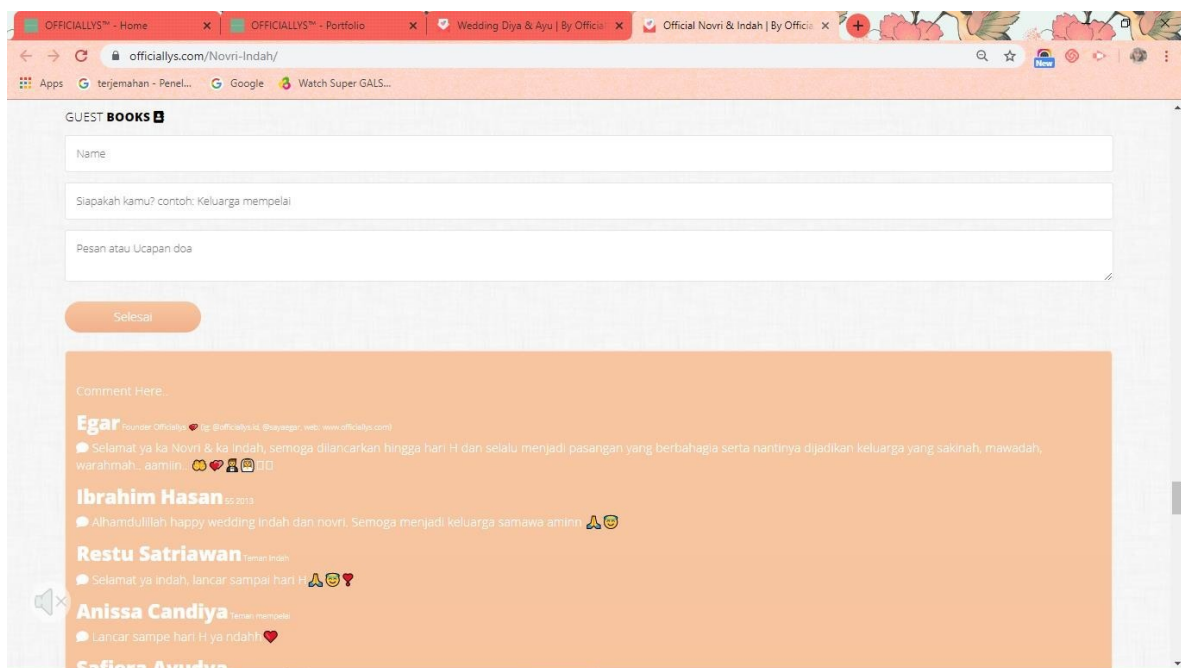 OFFICIALLYS™ - Home
OFFICIALLYS™ - Portfolio
Wedding Diya & Ayu | By Official
Official Novri & Indah | By Officia
officiallys.com/Novri-Indah/
New
Apps
terjemahan - Penel...
Google
Watch Super GALS...
GUEST BOOKS
Name
Siapakah kamu? contoh: Keluarga mempelai
Pesan atau Ucapan doa
Selesai
Comment Here..
Egar Founder Officiallys (ig: @officiallys.id, @sayaegar, web: www.officiallys.com)
Selamat ya ka Novri & ka Indah, semoga dilancarkan hingga hari H dan selalu menjadi pasangan yang berbahagia serta nantinya dijadikan keluarga yang sakinah, mawadah,
warahmah.. aamiin..
Ibrahim Hasan SS 2013
Alhamdulillah happy wedding indah dan novri. Semoga menjadi keluarga samawa aminn
Restu Satriawan Teman Indah
Selamat ya indah, lancar sampai hari H
Anissa Candiya Teman mempelai
Lancar sampe hari H ya ndahh
Safiera Ayudya